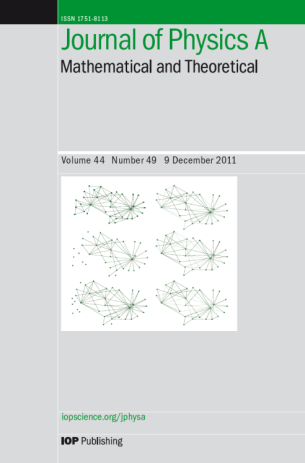 ISSN 1751-8113
Journal of Physics A
Mathematical and Theoretical
Volume 44 Number 49 9 December 2011
iopscience.org/jphysa
IOP Publishing